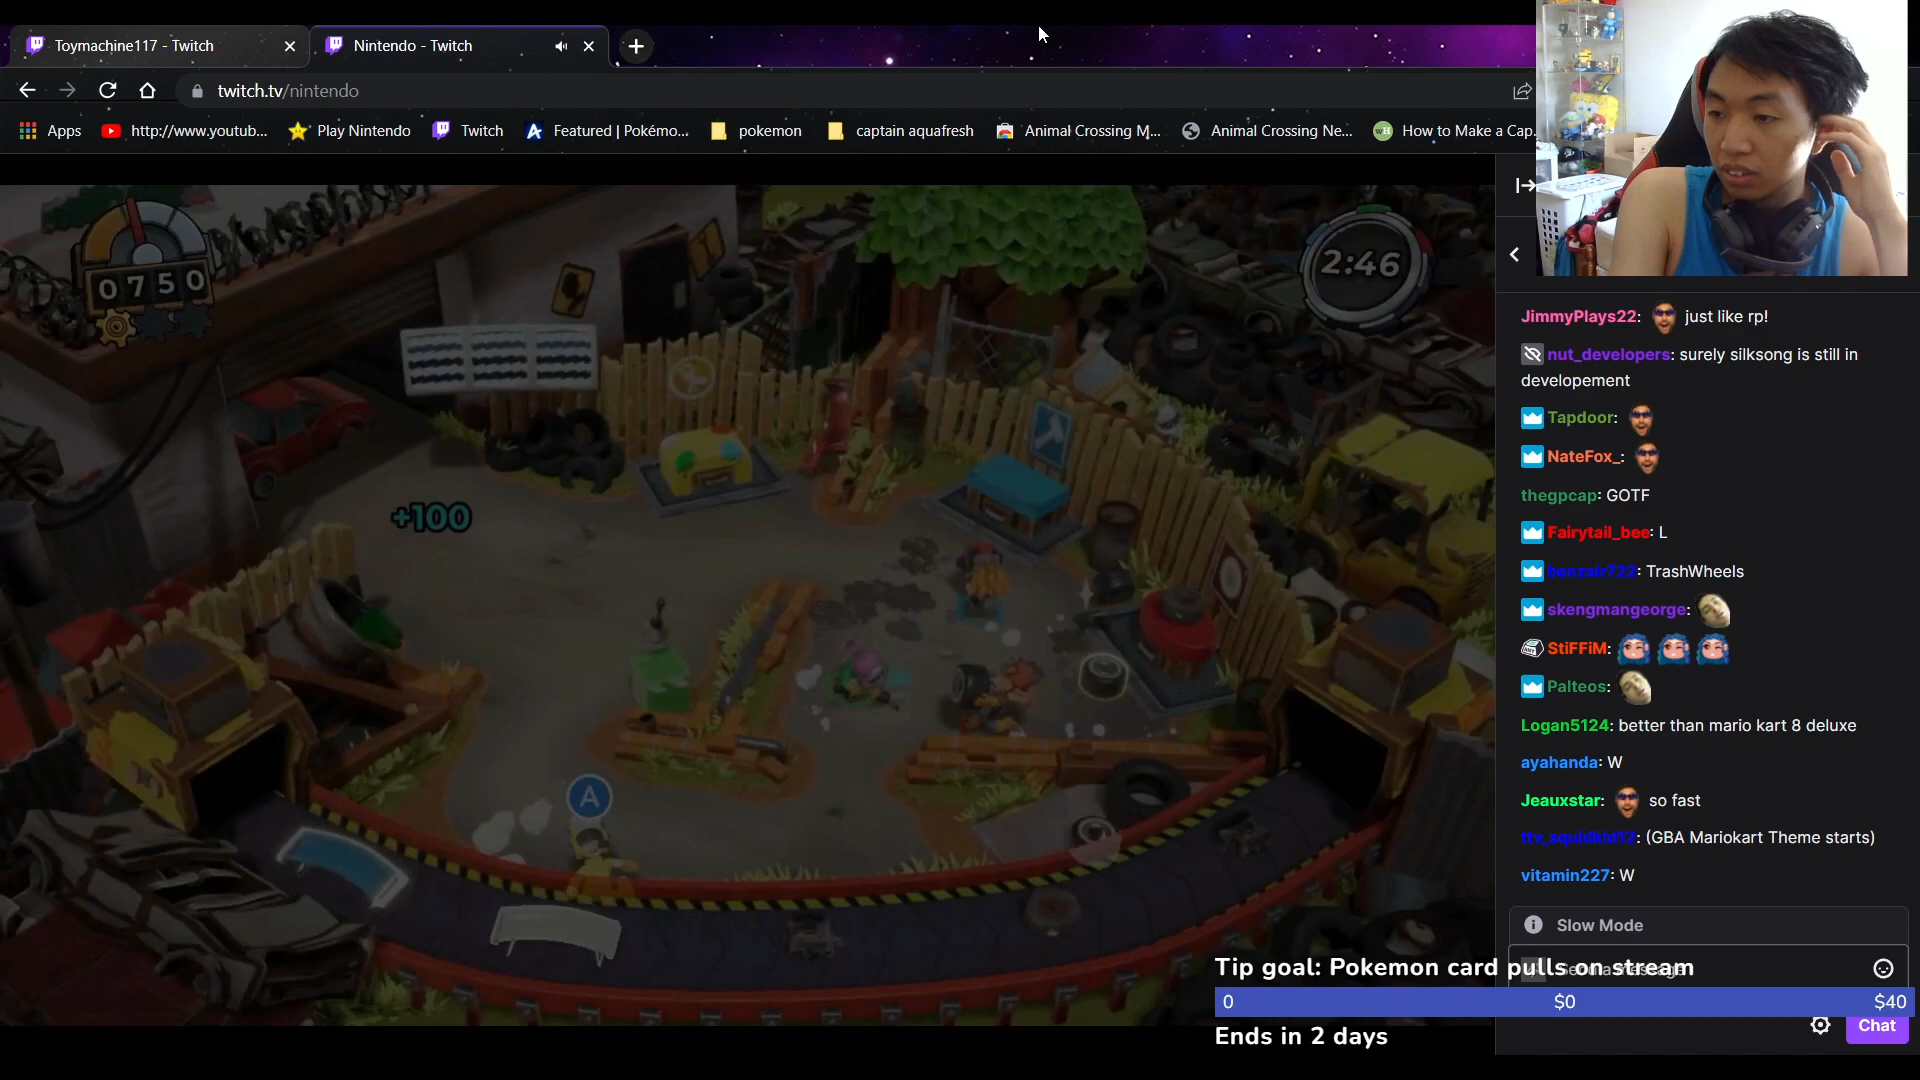 Toymachine117 - Twitch
Nintendo - Twitch
twitch.tv/nintendo
Apps
http://www.youtub...
Play Nintendo
Twitch
Featured | Pokémo...
pokemon
captain aquafresh
Animal Crossing M...
Animal Crossing Ne...
How to Make a Cap...
0750
2:46
+100
A
JimmyPlays22: just like rp!
nut_developers: surely silksong is still in
developement
Tapdoor:
NateFox_:
thegpcap: GOTF
Fairytail_bee: L
benzair722: TrashWheels
skengmangeorge:
StiFFiM:
Palteos:
Logan5124: better than mario kart 8 deluxe
ayahanda: W
Jeauxstar: so fast
ttv_squidkid12: (GBA Mariokart Theme starts)
vitamin227: W
Slow Mode
Tip goal: Pokemon card pulls on stream
0 $0 $40
Ends in 2 days
Chat